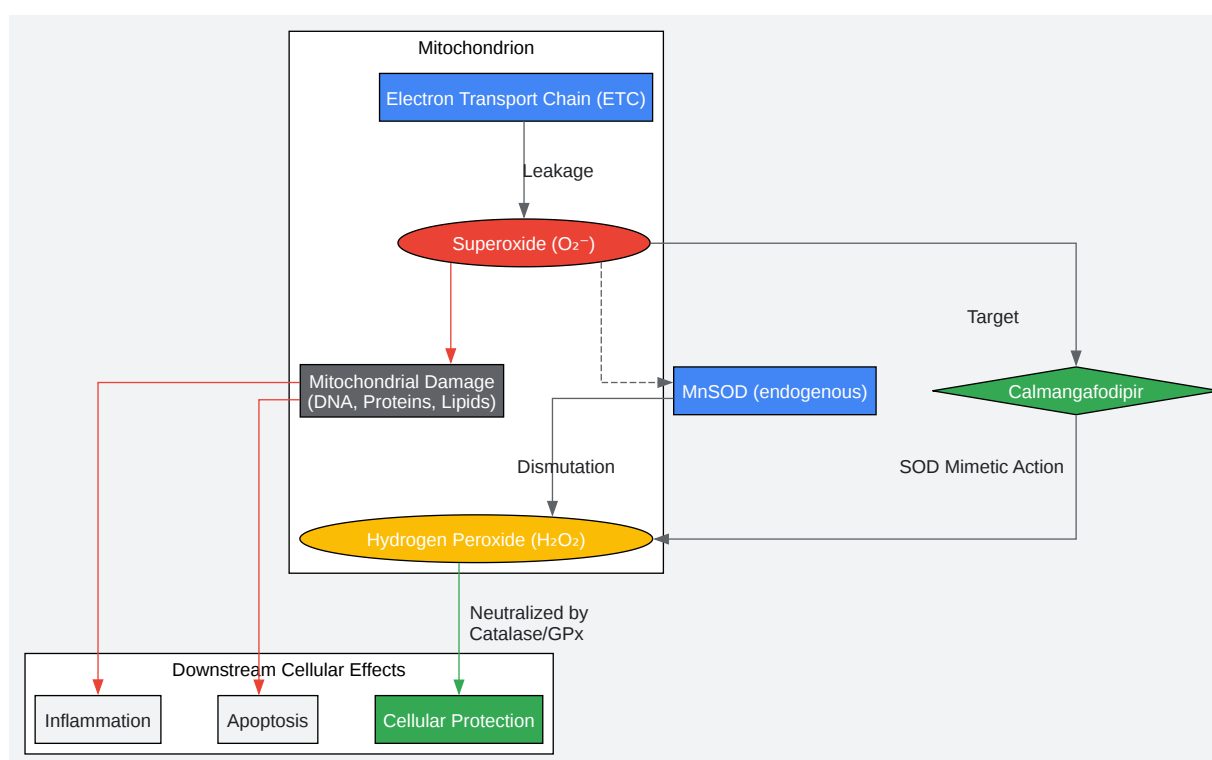 Mitochondrion
Electron Transport Chain (ETC)
Leakage
Superoxide (O₂⁻)
Target
Mitochondrial Damage
(DNA, Proteins, Lipids)
MnSOD (endogenous)
Calmangafodipir
Dismutation
SOD Mimetic Action
Hydrogen Peroxide (H₂O₂)
Neutralized by
Catalase/GPx
Downstream Cellular Effects
Inflammation
Apoptosis
Cellular Protection